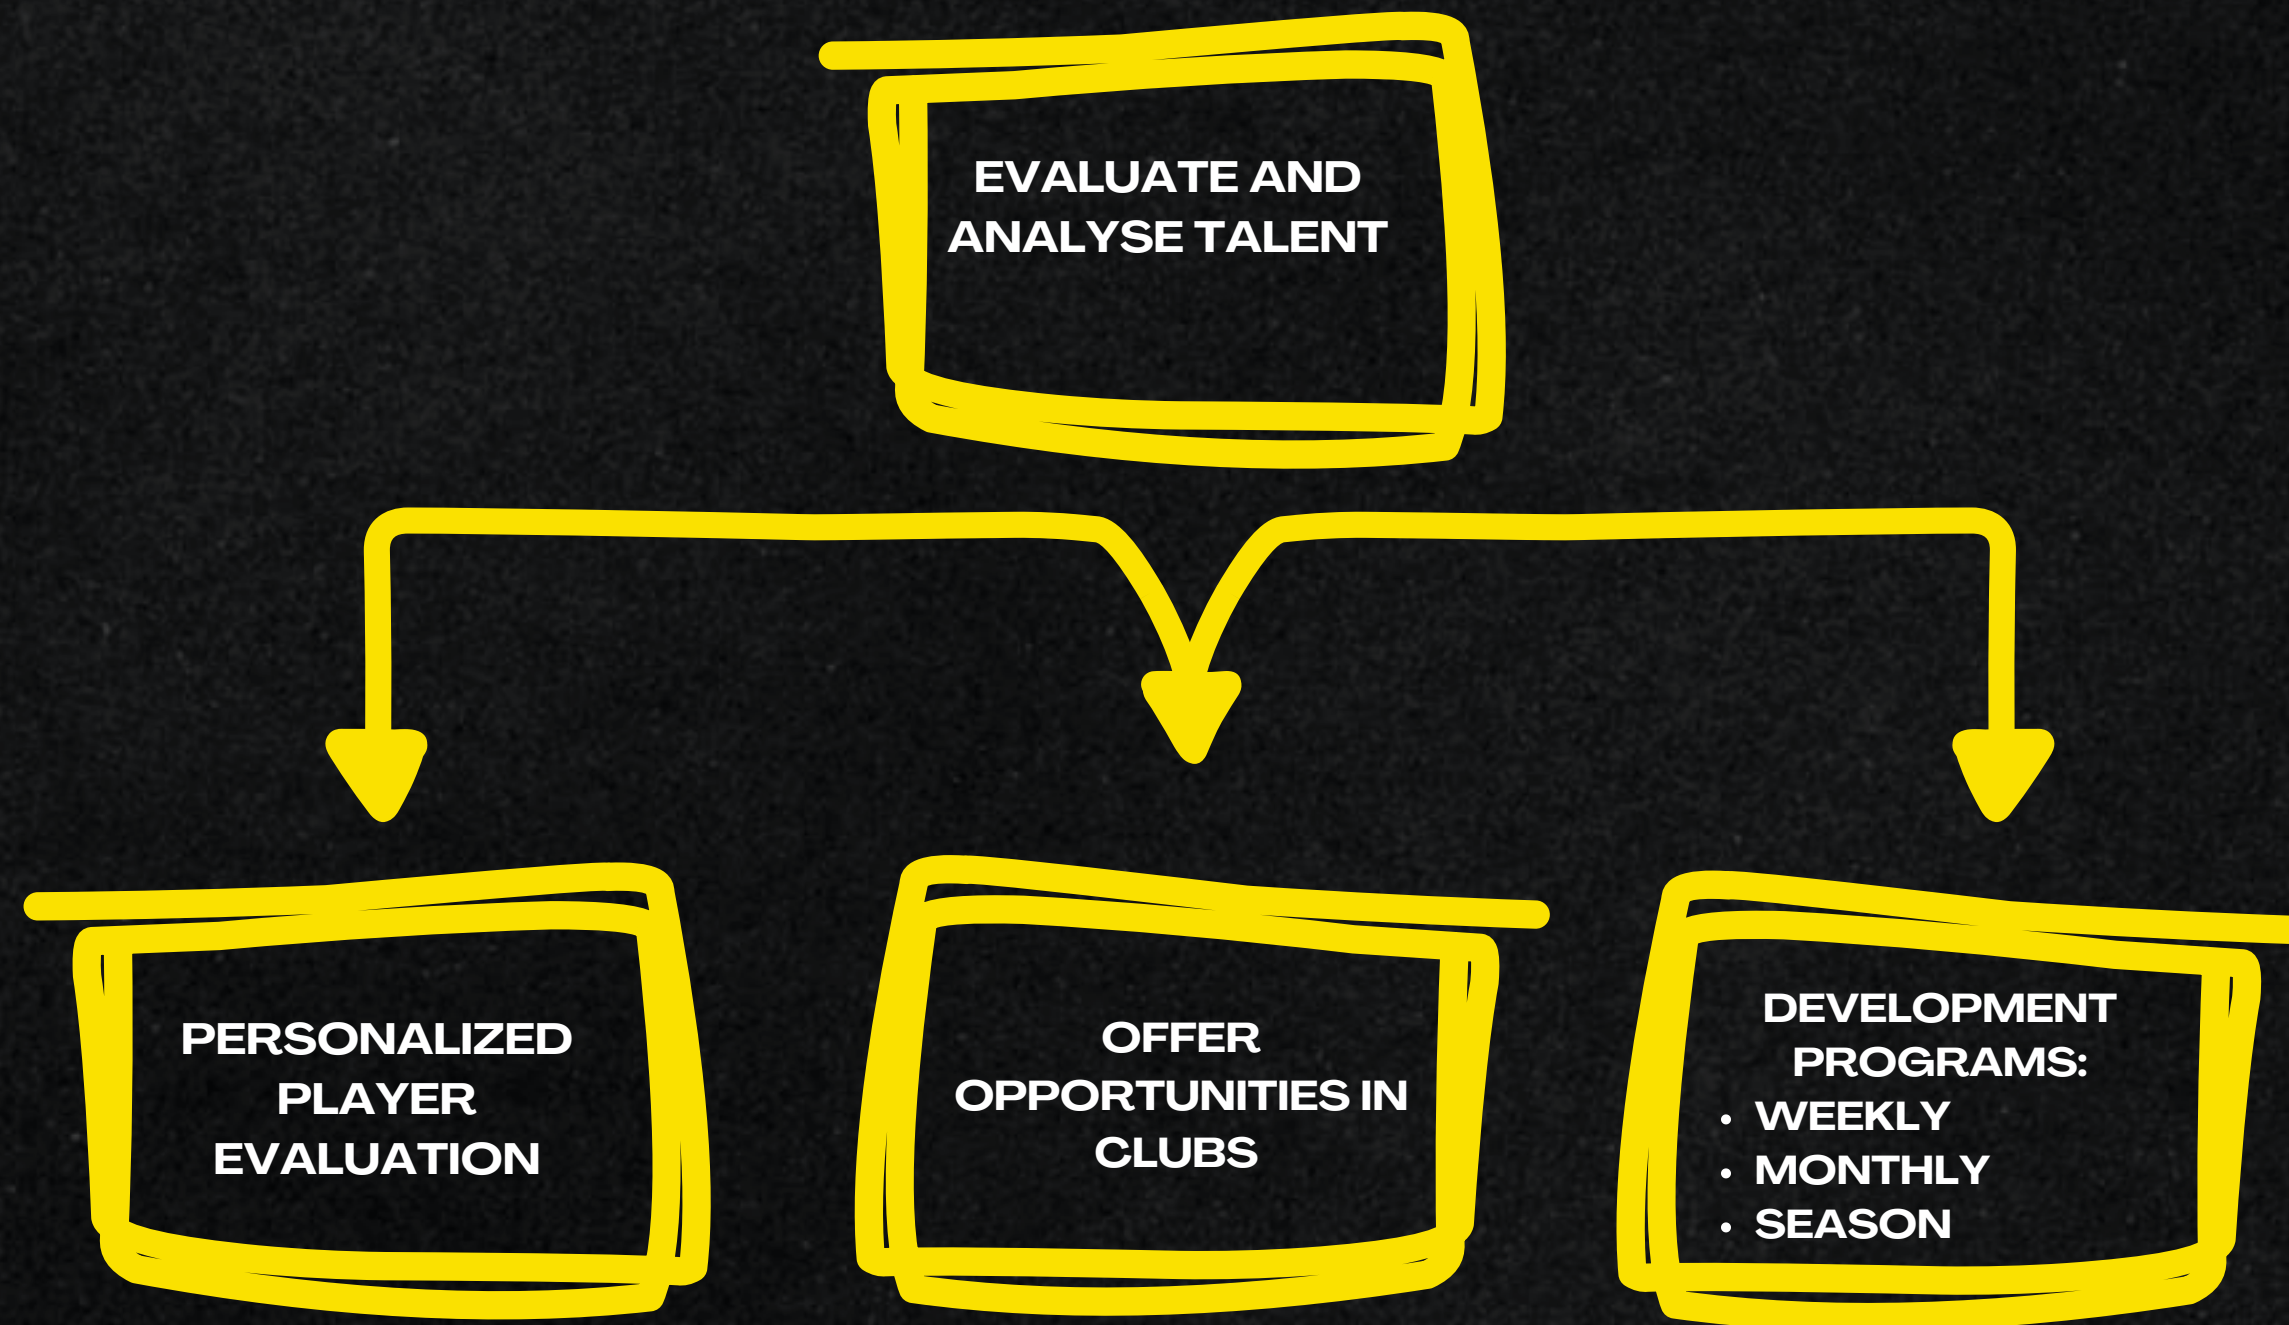 EVALUATE AND
ANALYSE TALENT
PERSONALIZED
PLAYER
EVALUATION
OFFER
OPPORTUNITIES IN
CLUBS
DEVELOPMENT
PROGRAMS:
• WEEKLY
• MONTHLY
• SEASON